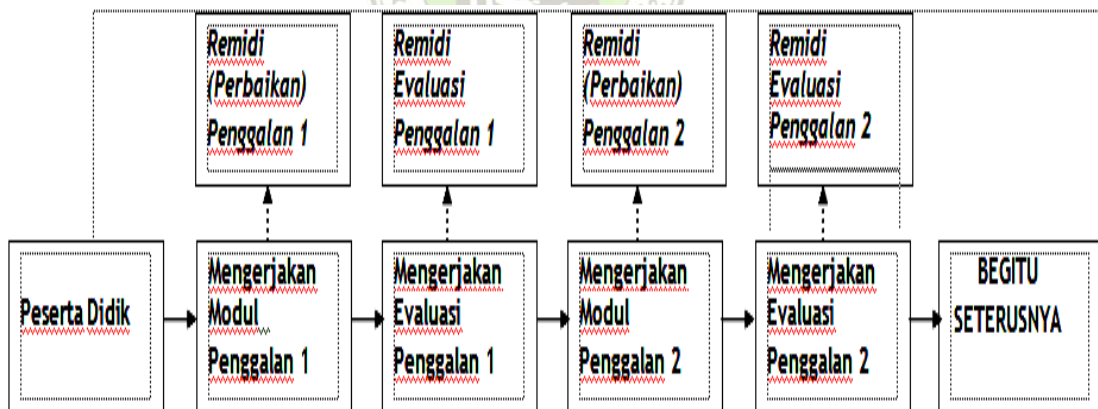 Remidi
(Perbaikan)
Penggalan 1
Remidi
Evaluasi
Penggalan 1
Remidi
(Perbaikan)
Penggalan 2
Remidi
Evaluasi
Penggalan 2
Peserta Didik
Mengerjakan
Modul
Penggalan 1
Mengerjakan
Evaluasi
Penggalan 1
Mengerjakan
Modul
Penggalan 2
Mengerjakan
Evaluasi
Penggalan 2
BEGITU
SETERUSNYA